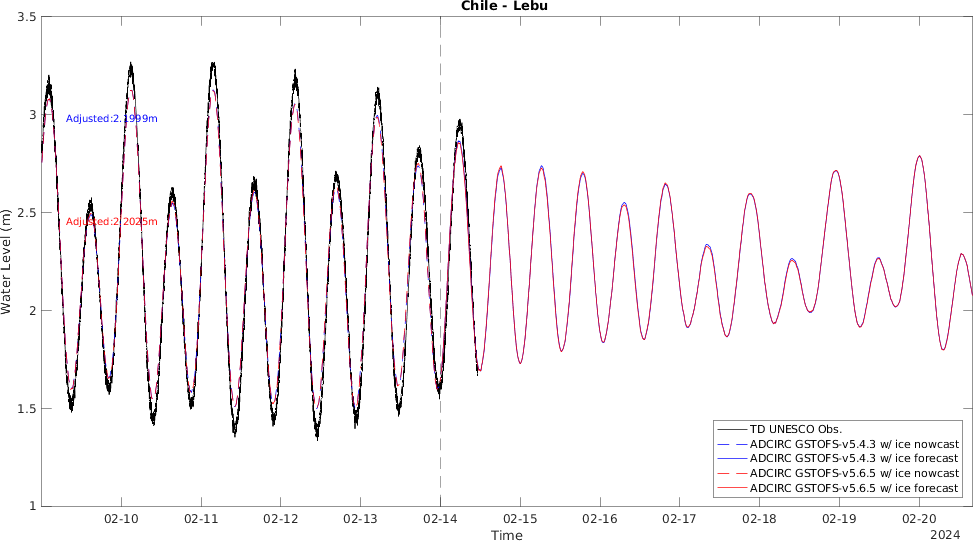 Chile - Lebu
3.5
3
2.5
2
1.5
1
Water Level (m)
Adjusted:2.1999m
Adjusted:2.2025m
TD UNESCO Obs.
ADCIRC GSTOFS-v5.4.3 w/ ice nowcast
ADCIRC GSTOFS-v5.4.3 w/ ice forecast
ADCIRC GSTOFS-v5.6.5 w/ ice nowcast
ADCIRC GSTOFS-v5.6.5 w/ ice forecast
02-10 02-11 02-12 02-13 02-14 02-15 02-16 02-17 02-18 02-19 02-20
Time
2024